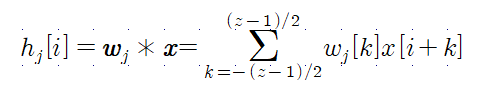 h_j[i] = w_j * x = \sum_{k=-(z-1)/2}^{(z-1)/2} w_j[k]x[i+k]